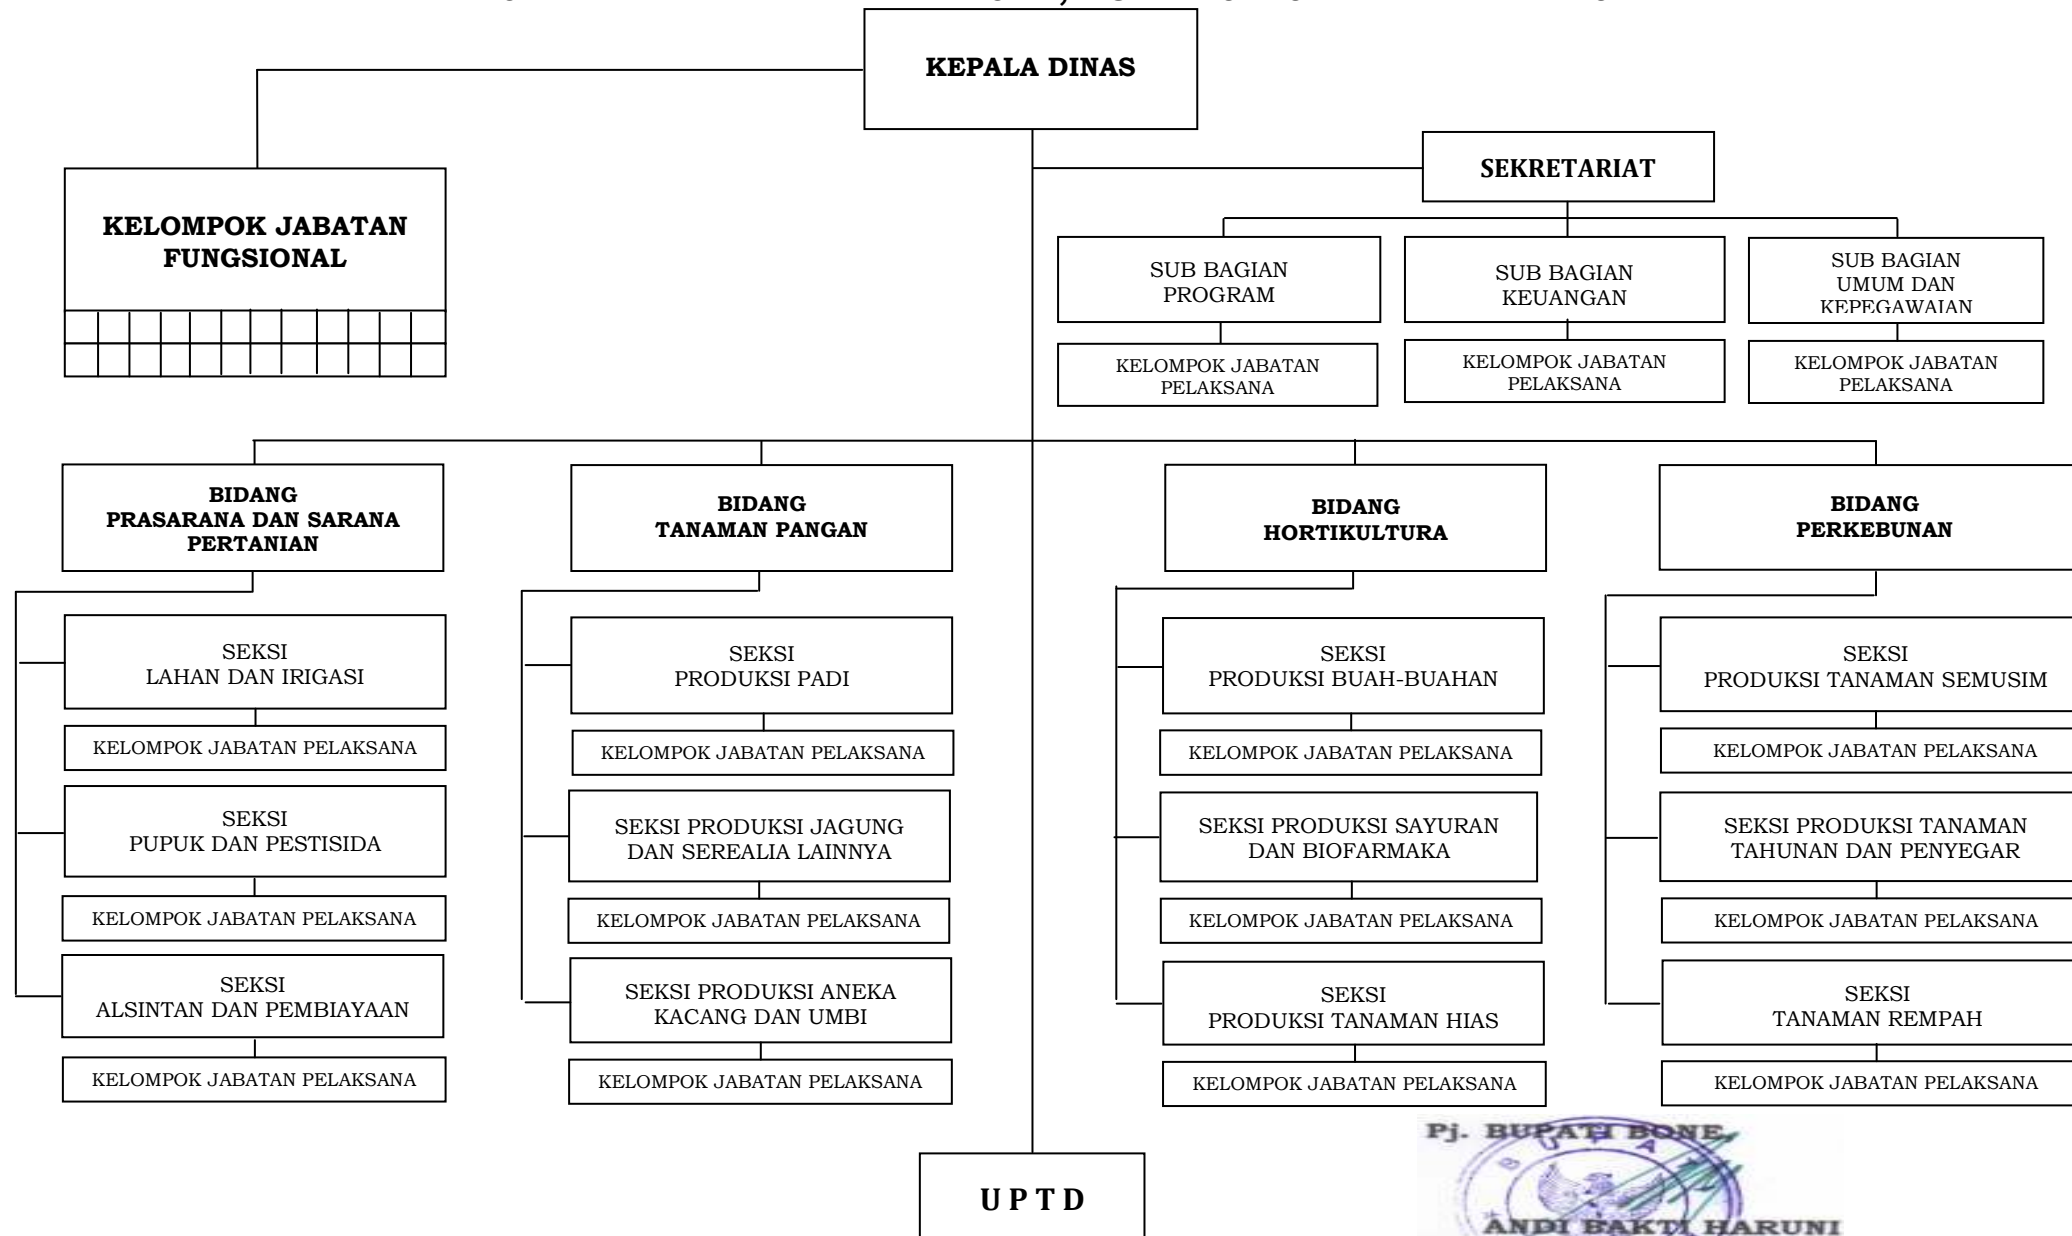 KEPALA DINAS
SEKRETARIAT
KELOMPOK JABATAN
FUNGSIONAL
SUB BAGIAN
PROGRAM
SUB BAGIAN
KEUANGAN
SUB BAGIAN
UMUM DAN
KEPEGAWAIAN
KELOMPOK JABATAN
PELAKSANA
KELOMPOK JABATAN
PELAKSANA
KELOMPOK JABATAN
PELAKSANA
BIDANG
PRASARANA DAN SARANA
PERTANIAN
BIDANG
TANAMAN PANGAN
BIDANG
HORTIKULTURA
BIDANG
PERKEBUNAN
SEKSI
LAHAN DAN IRIGASI
SEKSI
PRODUKSI PADI
SEKSI
PRODUKSI BUAH-BUAHAN
SEKSI
PRODUKSI TANAMAN SEMUSIM
KELOMPOK JABATAN PELAKSANA
KELOMPOK JABATAN PELAKSANA
KELOMPOK JABATAN PELAKSANA
KELOMPOK JABATAN PELAKSANA
SEKSI
PUPUK DAN PESTISIDA
SEKSI PRODUKSI JAGUNG
DAN SEREALIA LAINNYA
SEKSI PRODUKSI SAYURAN
DAN BIOFARMAKA
SEKSI PRODUKSI TANAMAN
TAHUNAN DAN PENYEGAR
KELOMPOK JABATAN PELAKSANA
KELOMPOK JABATAN PELAKSANA
KELOMPOK JABATAN PELAKSANA
KELOMPOK JABATAN PELAKSANA
SEKSI
ALSINTAN DAN PEMBIAYAAN
SEKSI PRODUKSI ANEKA
KACANG DAN UMBI
SEKSI
PRODUKSI TANAMAN HIAS
SEKSI
TANAMAN REMPAH
KELOMPOK JABATAN PELAKSANA
KELOMPOK JABATAN PELAKSANA
KELOMPOK JABATAN PELAKSANA
KELOMPOK JABATAN PELAKSANA
U P T D
Pj. BUPATI BONE,
ANDI BAKTI HARUNI